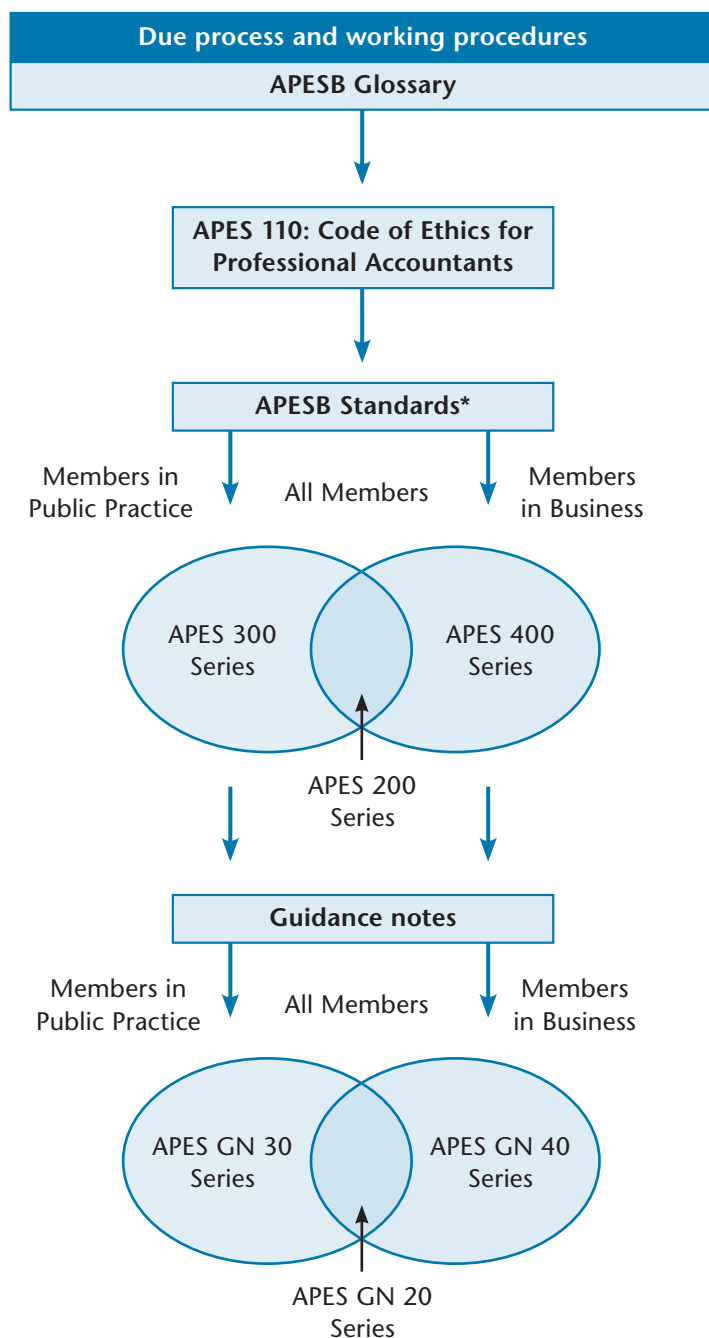 Due process and working procedures
APESB Glossary
APES 110: Code of Ethics for
Professional Accountants
APESB Standards*
Members in
Public Practice
All Members
Members
in Business
APES 300
Series
APES 400
Series
APES 200
Series
Guidance notes
Members in
Public Practice
All Members
Members
in Business
APES GN 30
Series
APES GN 40
Series
APES GN 20
Series